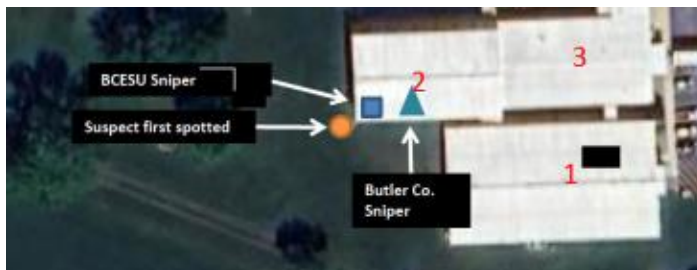 BCESU Sniper
Suspect first spotted
Butler Co.
Sniper
2
3
1